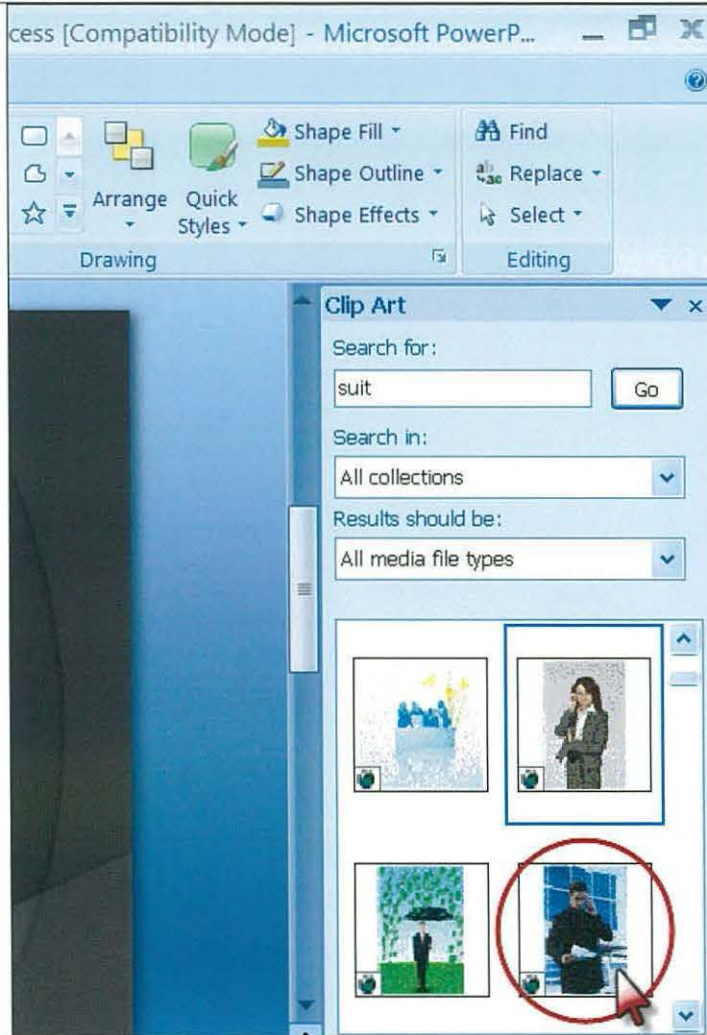 cess [Compatibility Mode] - Microsoft PowerP...
Shape Fill
Shape Outline
Shape Effects
Arrange
Quick
Styles
Drawing
Find
Replace
Select
Editing
Clip Art
Search for:
suit
Go
Search in:
All collections
Results should be:
All media file types